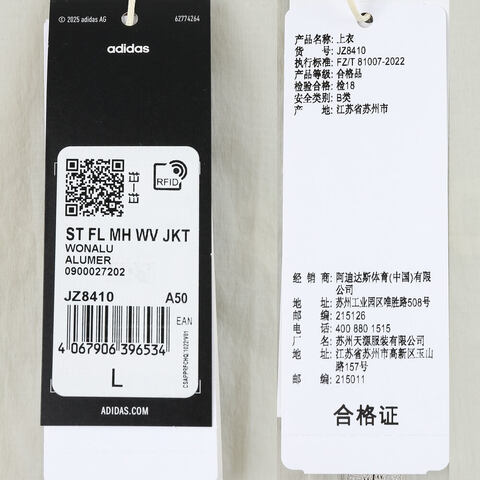 © 2025 adidas AG
62774264
adidas
RFID
ST FL MH WV JKT
WONALU
ALUMER
0900027202
JZ8410 A50
EAN
4 067906 396534
L
ADIDAS.COM
产品名称: 上衣
货 号: JZ8410
执行标准: FZ/T 81007-2022
产品等级: 合格品
检验合格: 检18
安全类别: B类
产 地: 江苏省苏州市
经 销 商: 阿迪达斯体育(中国)有限
公司
地 址: 苏州工业园区唯胜路508号
邮 编: 215126
电 话: 400 880 1515
厂 名: 苏州天源服装有限公司
地 址: 江苏省苏州市高新区玉山
路157号
邮 编: 215011
合格证